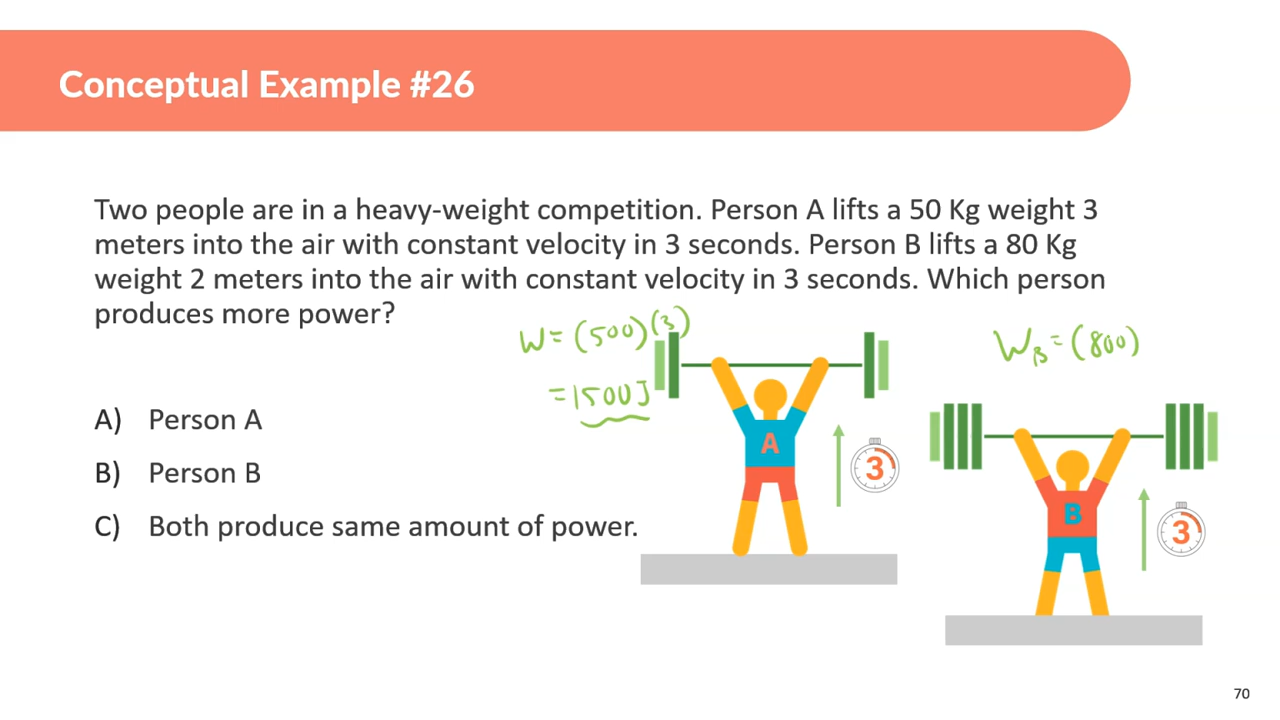 Conceptual Example #26
Two people are in a heavy-weight competition. Person A lifts a 50 Kg weight 3
meters into the air with constant velocity in 3 seconds. Person B lifts a 80 Kg
weight 2 meters into the air with constant velocity in 3 seconds. Which person
produces more power?
W = (500)(3)
= 1500J
W_B = (800)
A) Person A
B) Person B
C) Both produce same amount of power.
A
3
B
3
70